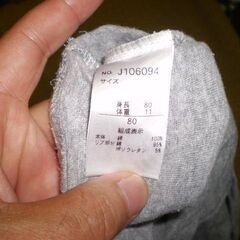 NO. J106094
サイズ
身長 80
体重 11
80
組成表示
本体 綿 100%
リブ部分 綿 95%
ポリウレタン 5%